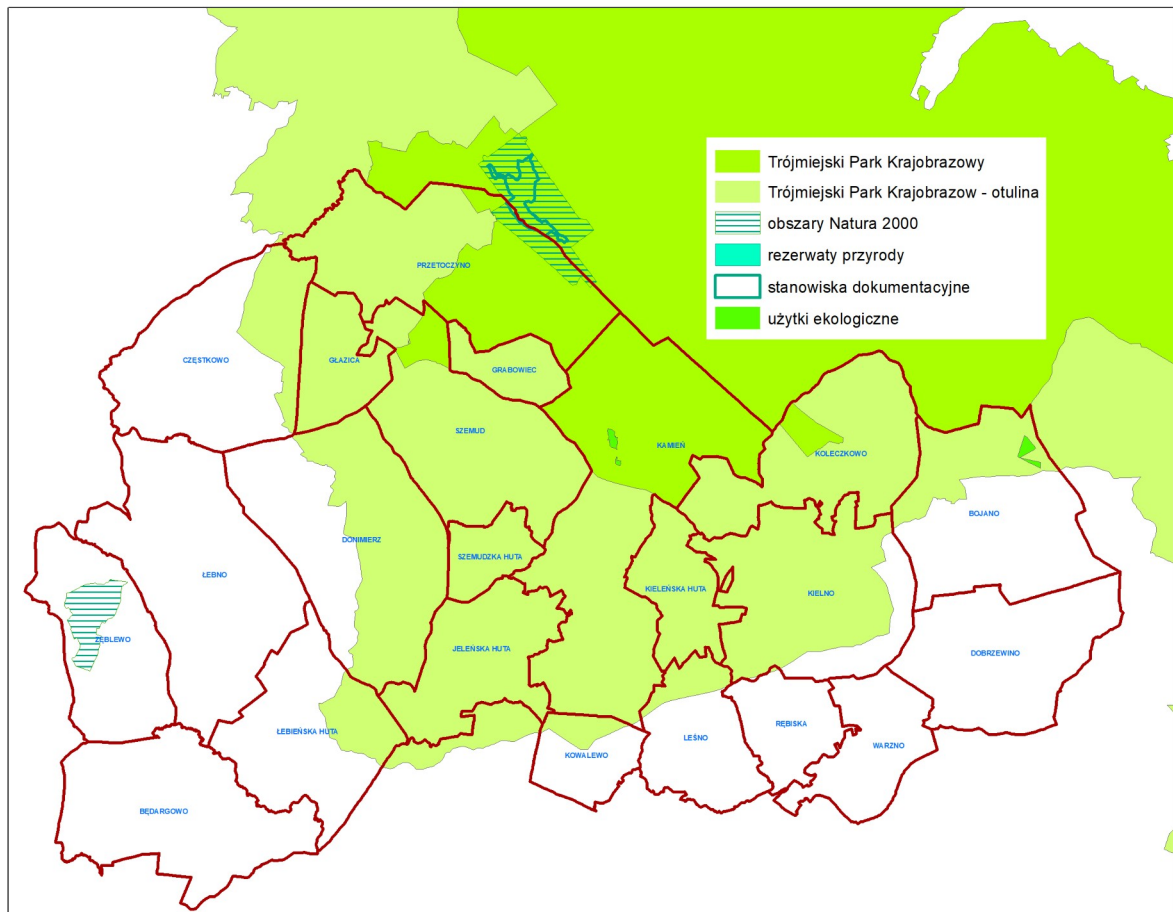 Trójmiejski Park Krajobrazowy
Trójmiejski Park Krajobrazow - otulina
obszary Natura 2000
rezerwaty przyrody
stanowiska dokumentacyjne
użytki ekologiczne
PRZETOCZYNO
CZĘSTKOWO
GŁAZICA
GRABOWIEC
SZEMUD
KAMIEŃ
KOLECZKOWO
BOJANO
DONIMIERZ
SZEMUDZKA HUTA
ŁEBNO
KIELEŃSKA HUTA
KIELNO
ZĘBLEWO
JELEŃSKA HUTA
DOBRZEWINO
ŁEBIEŃSKA HUTA
RĘBISKA
LEŚNO
WARZNO
KOWALEWO
BĘDARGOWO